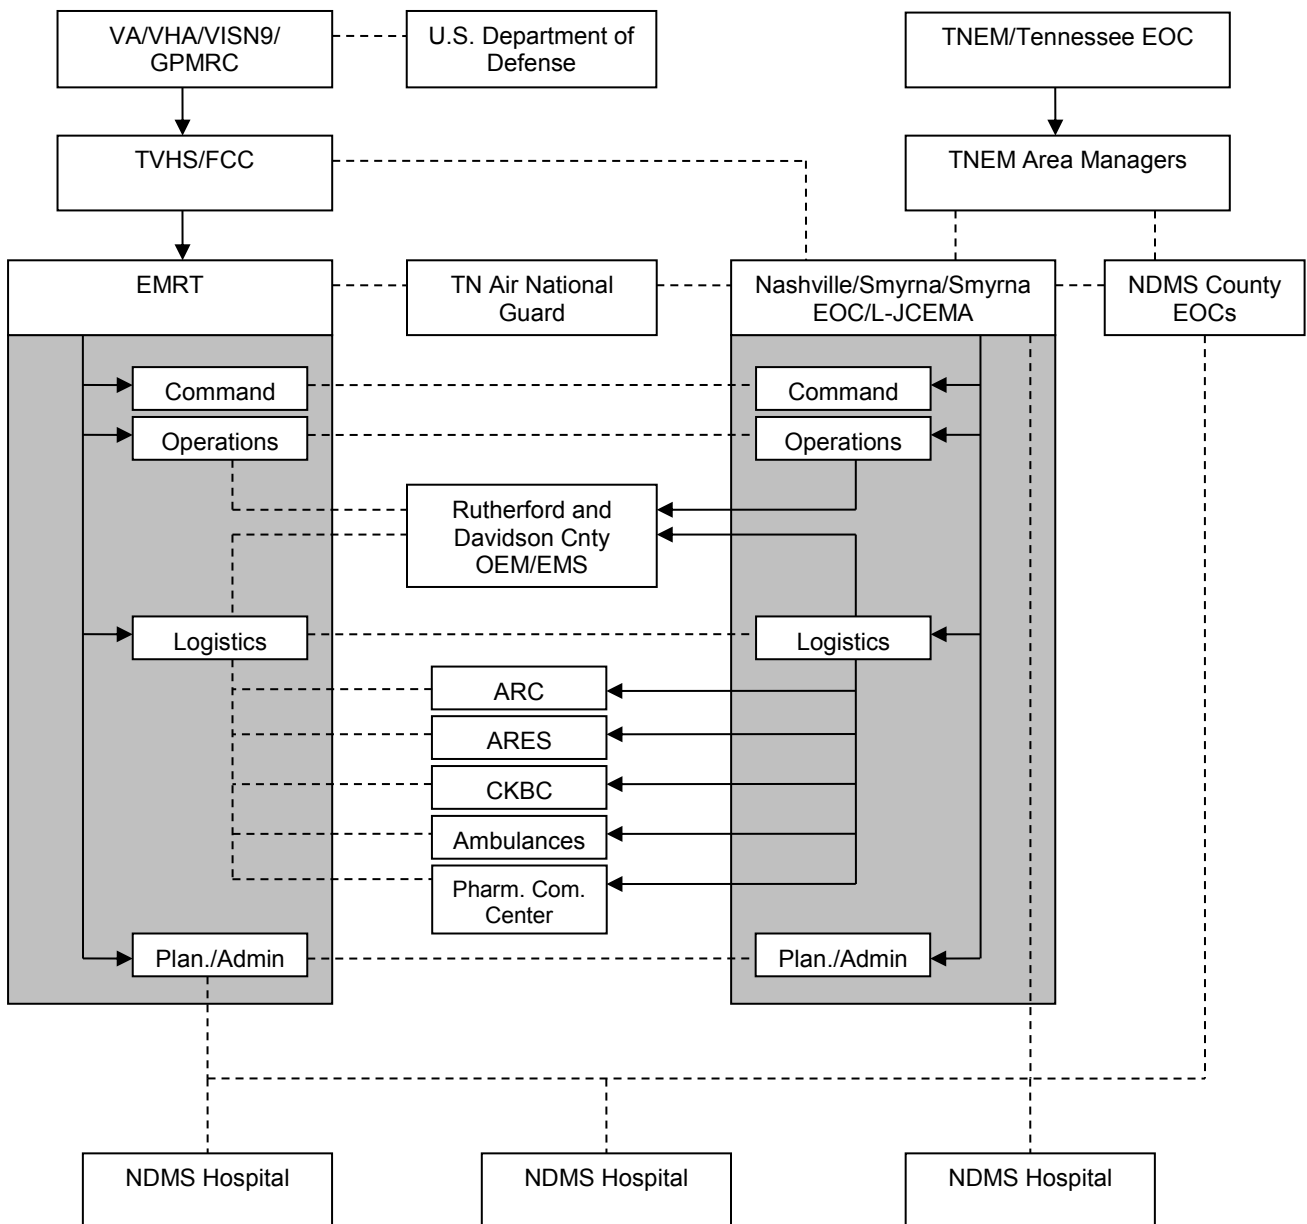 VA/VHA/VISN9/
GPMRC
U.S. Department of
Defense
TNEM/Tennessee EOC
TVHS/FCC
TNEM Area Managers
EMRT
TN Air National
Guard
Nashville/Smyrna/Smyrna
EOC/L-JCEMA
NDMS County
EOCs
Command
Command
Operations
Operations
Rutherford and
Davidson Cnty
OEM/EMS
Logistics
Logistics
ARC
ARES
CKBC
Ambulances
Pharm. Com.
Center
Plan./Admin
Plan./Admin
NDMS Hospital
NDMS Hospital
NDMS Hospital